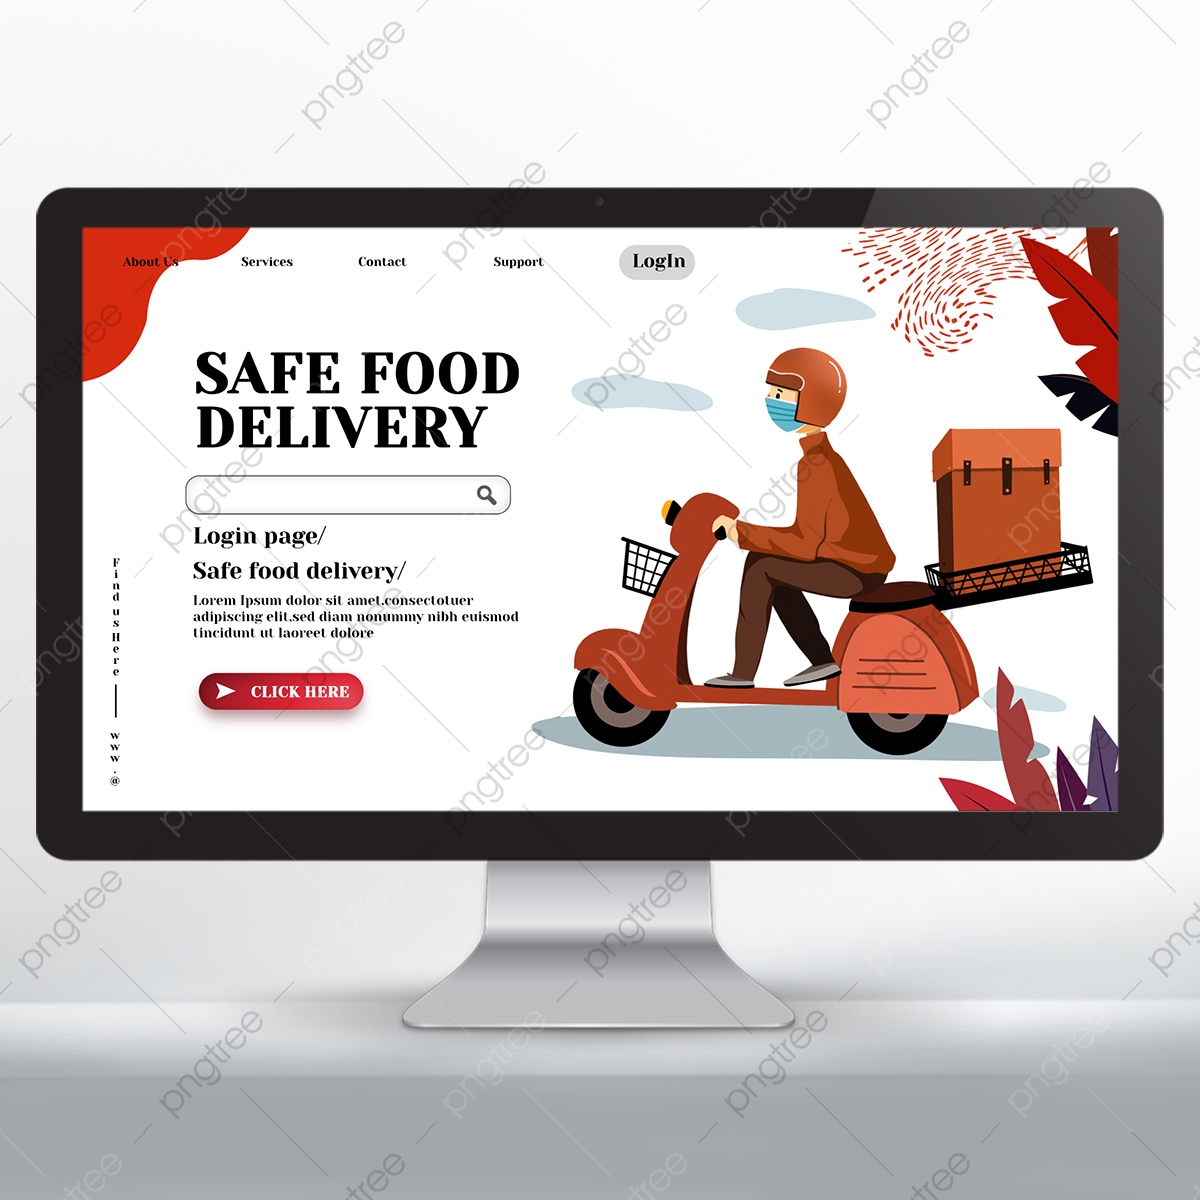 About Us
Services
Contact
Support
LogIn
SAFE FOOD
DELIVERY
Login page/
Safe food delivery/
Lorem Ipsum dolor sit amet,consectotuer
adipiscing elit,sed diam nonummy nibh euismod
tincidunt ut laoreet dolore
CLICK HERE
Find us Here
www.@
pngtree